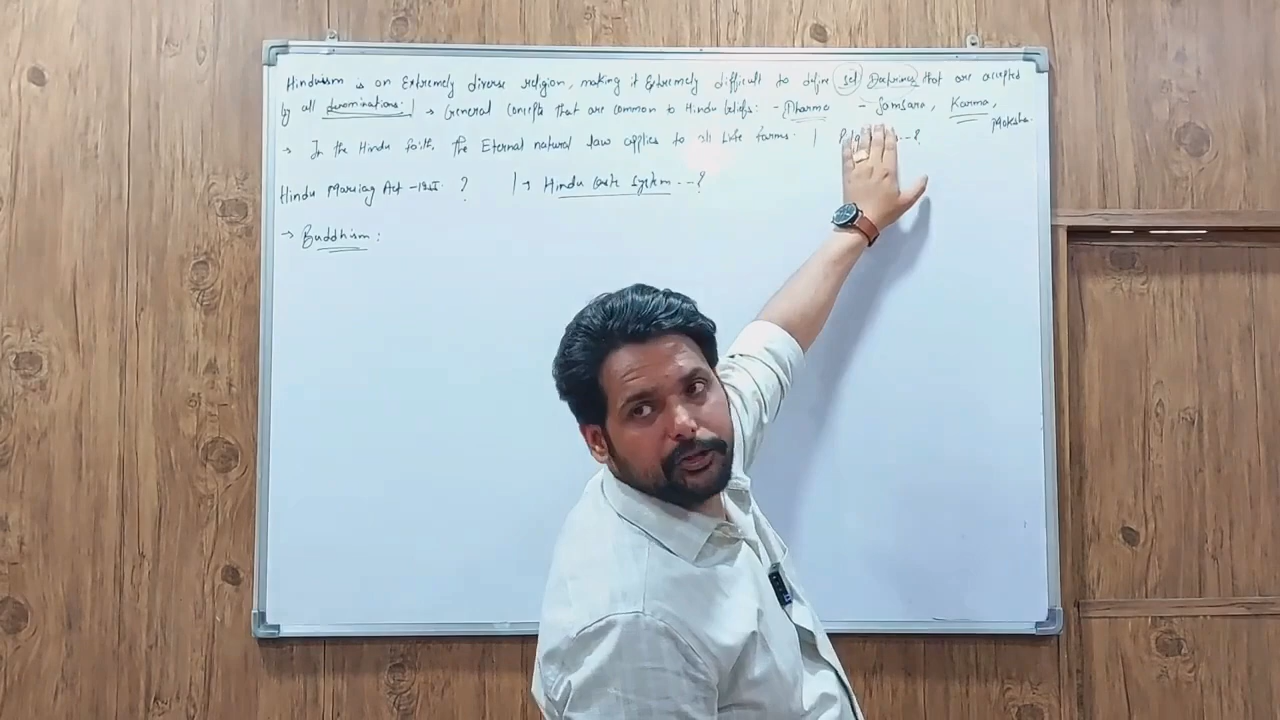 Hinduism is an Extremely diverse religion, making it Extremely difficult to define set Doctrines that are accepted
by all denominations. | → General concepts that are common to Hindu beliefs: - Dharma - Samsara, Karma, Moksha.
→ In the Hindu faith, the Eternal natural law applies to all Life forms. |
Hindu Marriag Act - ? | → Hindu Caste System -- ?
→ Buddhism :